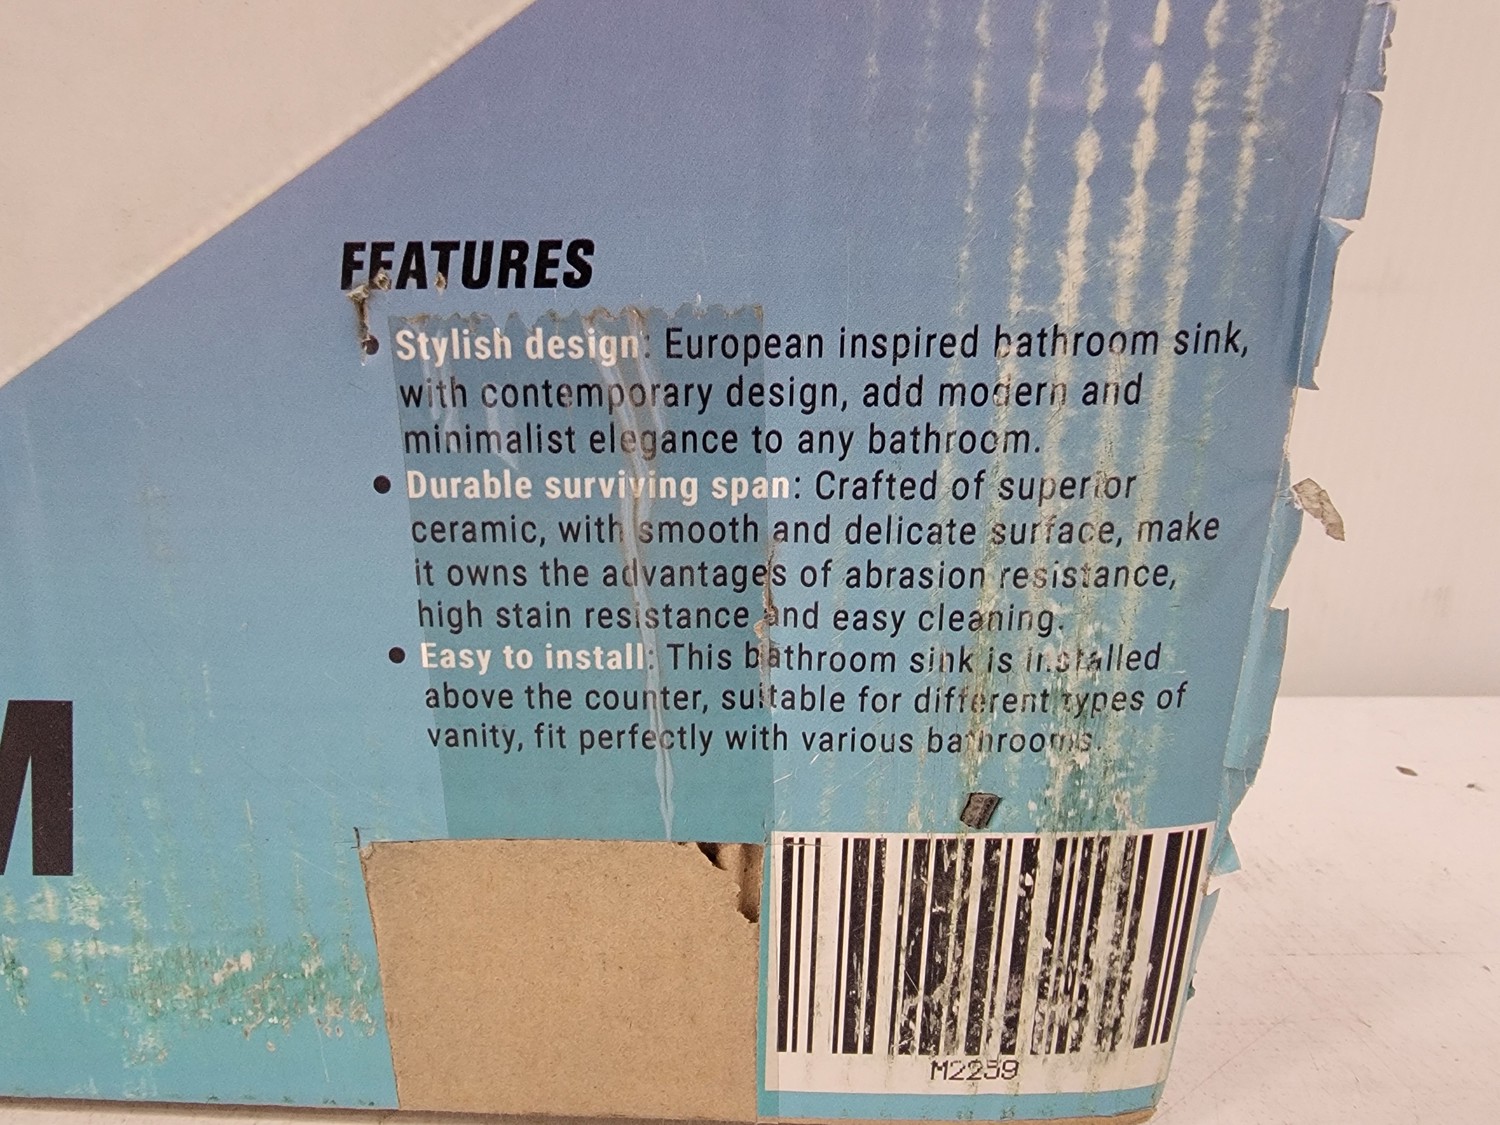 FEATURES
• Stylish design: European inspired bathroom sink,
with contemporary design, add modern and
minimalist elegance to any bathroom.
• Durable surviving span: Crafted of superior
ceramic, with smooth and delicate surface, make
it owns the advantages of abrasion resistance,
high stain resistance and easy cleaning.
• Easy to install: This bathroom sink is installed
above the counter, suitable for different types of
vanity, fit perfectly with various bathrooms.
M
M2259